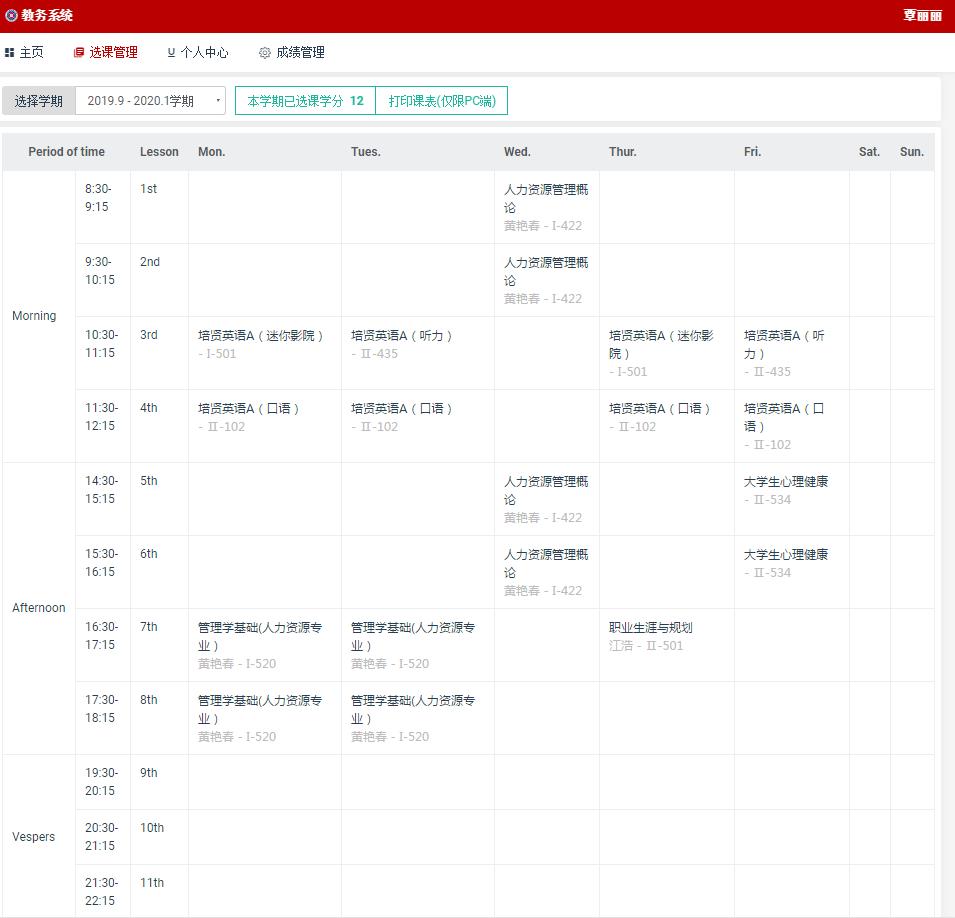 教务系统
覃丽丽
主页 选课管理 个人中心 成绩管理
选择学期 2019.9 - 2020.1学期 本学期已选课学分 12 打印课表(仅限PC端)
Period of time Lesson Mon. Tues. Wed. Thur. Fri. Sat. Sun.
Morning
8:30-
9:15
1st
人力资源管理概
论
黄艳春 - I-422
9:30-
10:15
2nd
人力资源管理概
论
黄艳春 - I-422
10:30-
11:15
3rd
培贤英语A（迷你影院）
- I-501
培贤英语A（听力）
- Ⅱ-435
培贤英语A（迷你影
院）
- I-501
培贤英语A（听
力）
- Ⅱ-435
11:30-
12:15
4th
培贤英语A（口语）
- Ⅱ-102
培贤英语A（口语）
- Ⅱ-102
培贤英语A（口语）
- Ⅱ-102
培贤英语A（口
语）
- Ⅱ-102
Afternoon
14:30-
15:15
5th
人力资源管理概
论
黄艳春 - I-422
大学生心理健康
- Ⅱ-534
15:30-
16:15
6th
人力资源管理概
论
黄艳春 - I-422
大学生心理健康
- Ⅱ-534
16:30-
17:15
7th
管理学基础(人力资源专
业）
黄艳春 - I-520
管理学基础(人力资源专
业）
黄艳春 - I-520
职业生涯与规划
江浩 - Ⅱ-501
17:30-
18:15
8th
管理学基础(人力资源专
业）
黄艳春 - I-520
管理学基础(人力资源专
业）
黄艳春 - I-520
Vespers
19:30-
20:15
9th
20:30-
21:15
10th
21:30-
22:15
11th